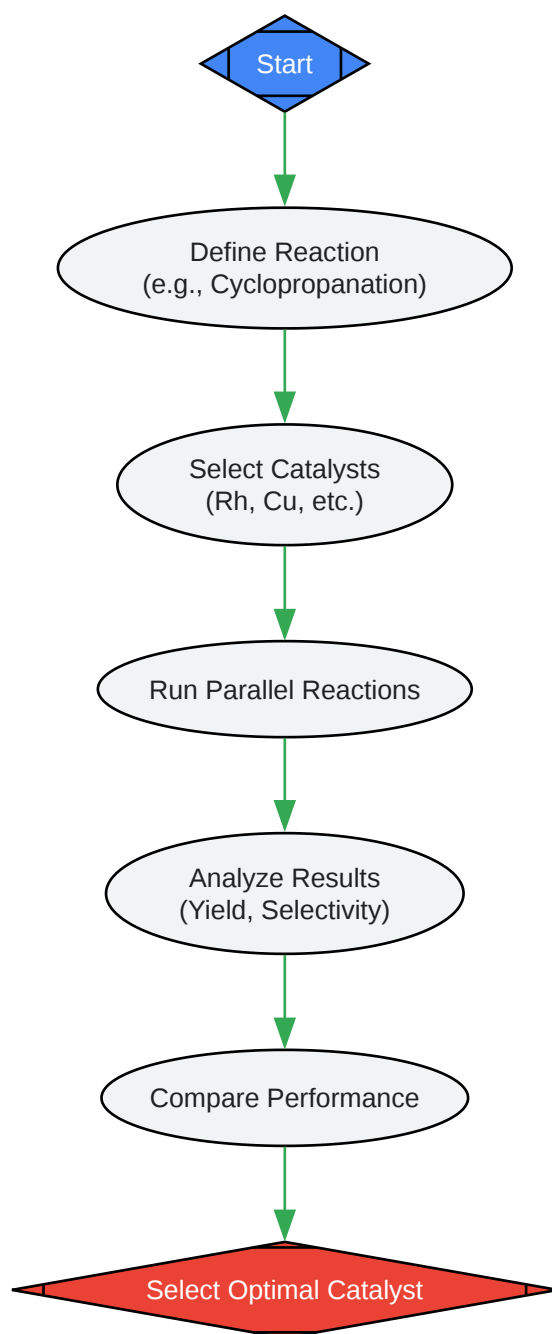 Start
Define Reaction
(e.g., Cyclopropanation)
Select Catalysts
(Rh, Cu, etc.)
Run Parallel Reactions
Analyze Results
(Yield, Selectivity)
Compare Performance
Select Optimal Catalyst